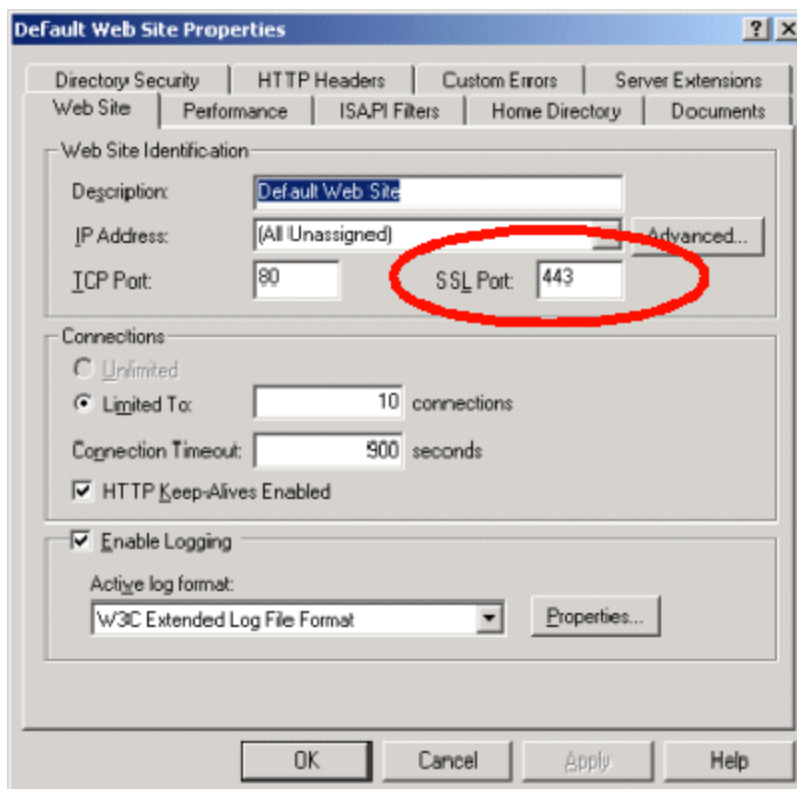 Default Web Site Properties
Directory Security HTTP Headers Custom Errors Server Extensions
Web Site Performance ISAPI Filters Home Directory Documents
Web Site Identification
Description: Default Web Site
IP Address: (All Unassigned) Advanced...
TCP Port: 80 SSL Port: 443
Connections
Unlimited
Limited To: 10 connections
Connection Timeout: 900 seconds
HTTP Keep-Alives Enabled
Enable Logging
Active log format:
W3C Extended Log File Format Properties...
OK Cancel Apply Help